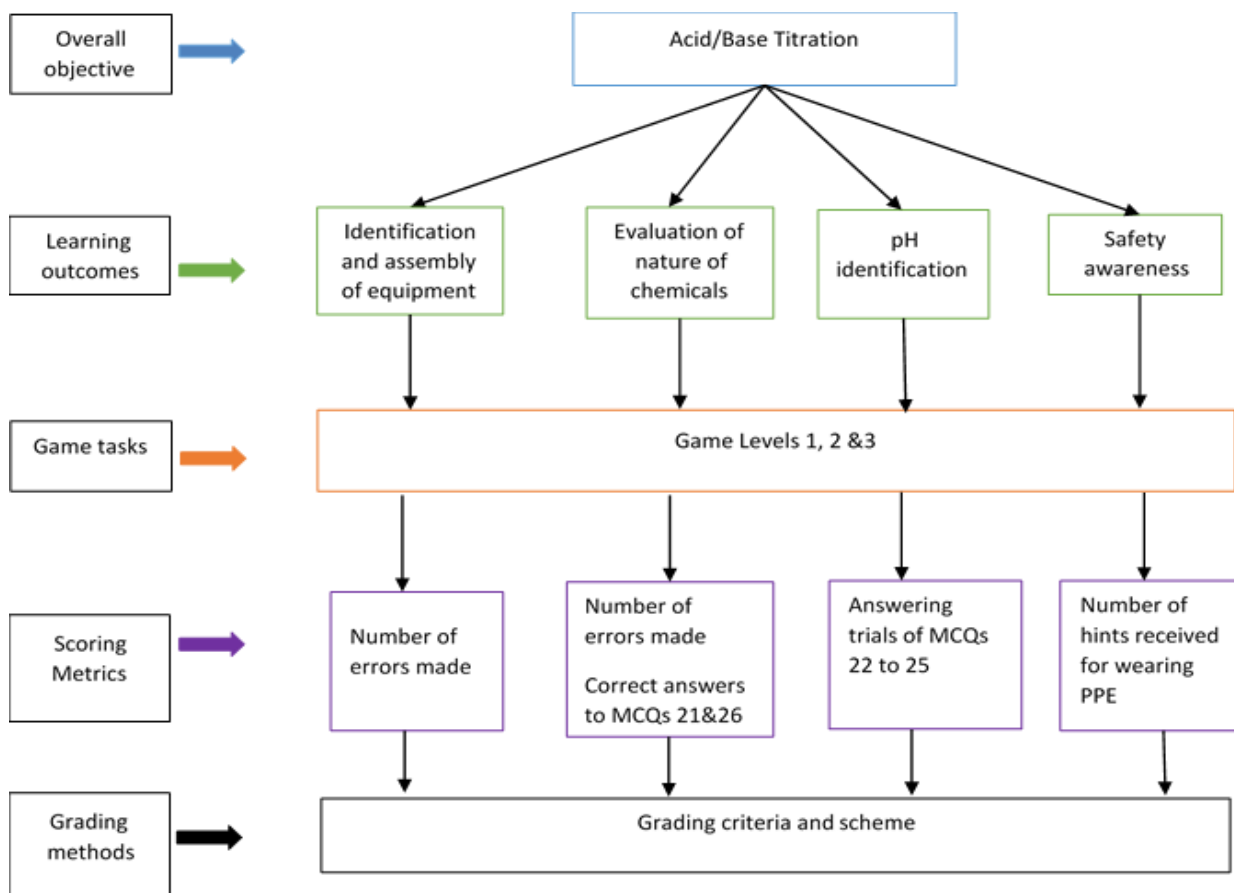 Overall
objective
Acid/Base Titration
Learning
outcomes
Identification
and assembly
of equipment
Evaluation of
nature of
chemicals
pH
identification
Safety
awareness
Game tasks
Game Levels 1, 2 &3
Scoring
Metrics
Number of
errors made
Number of
errors made
Correct answers
to MCQs 21&26
Answering
trials of MCQs
22 to 25
Number of
hints received
for wearing
PPE
Grading
methods
Grading criteria and scheme